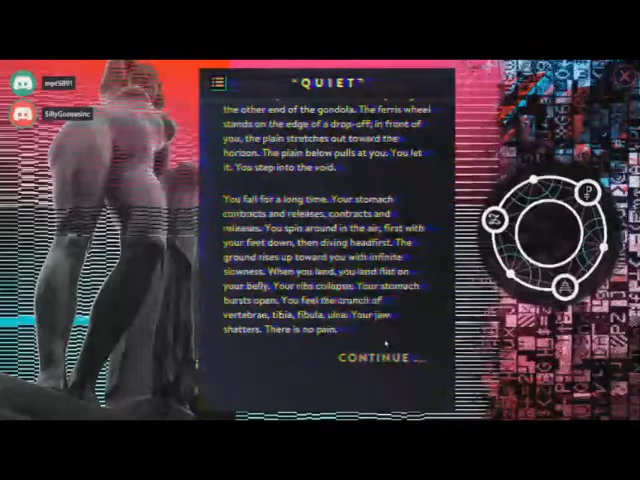 mpt5891
SillyGoosesinc
"QUIET"
the other end of the gondola. The ferris wheel
stands on the edge of a drop-off; in front of
you, the plain stretches out toward the
horizon. The plain below pulls at you. You let
it. You step into the void.
You fall for a long time. Your stomach
contracts and releases, contracts and
releases. You spin around in the air, first with
your feet down, then diving headfirst. The
ground rises up toward you with infinite
slowness. When you land, you land flat on
your belly. Your ribs collapse. Your stomach
bursts open. You feel the crunch of
vertebrae, tibia, fibula, ulna. Your jaw
shatters. There is no pain.
CONTINUE ...